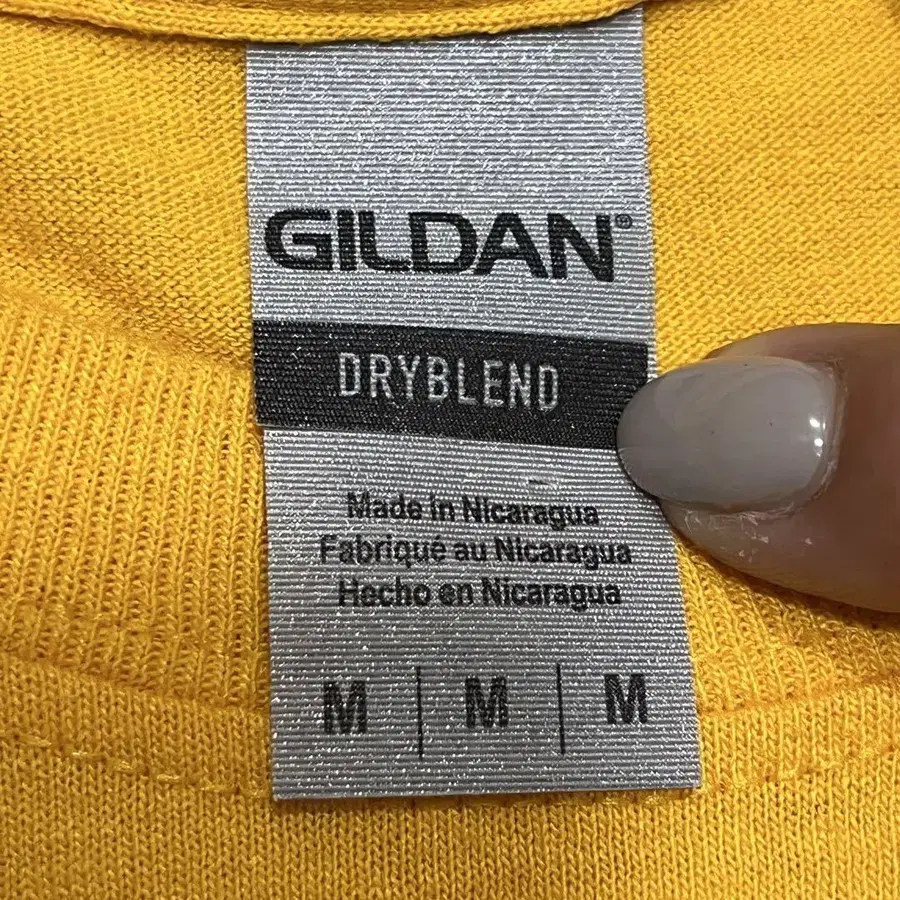 GILDAN®
DRYBLEND
Made in Nicaragua
Fabriqué au Nicaragua
Hecho en Nicaragua
M | M | M